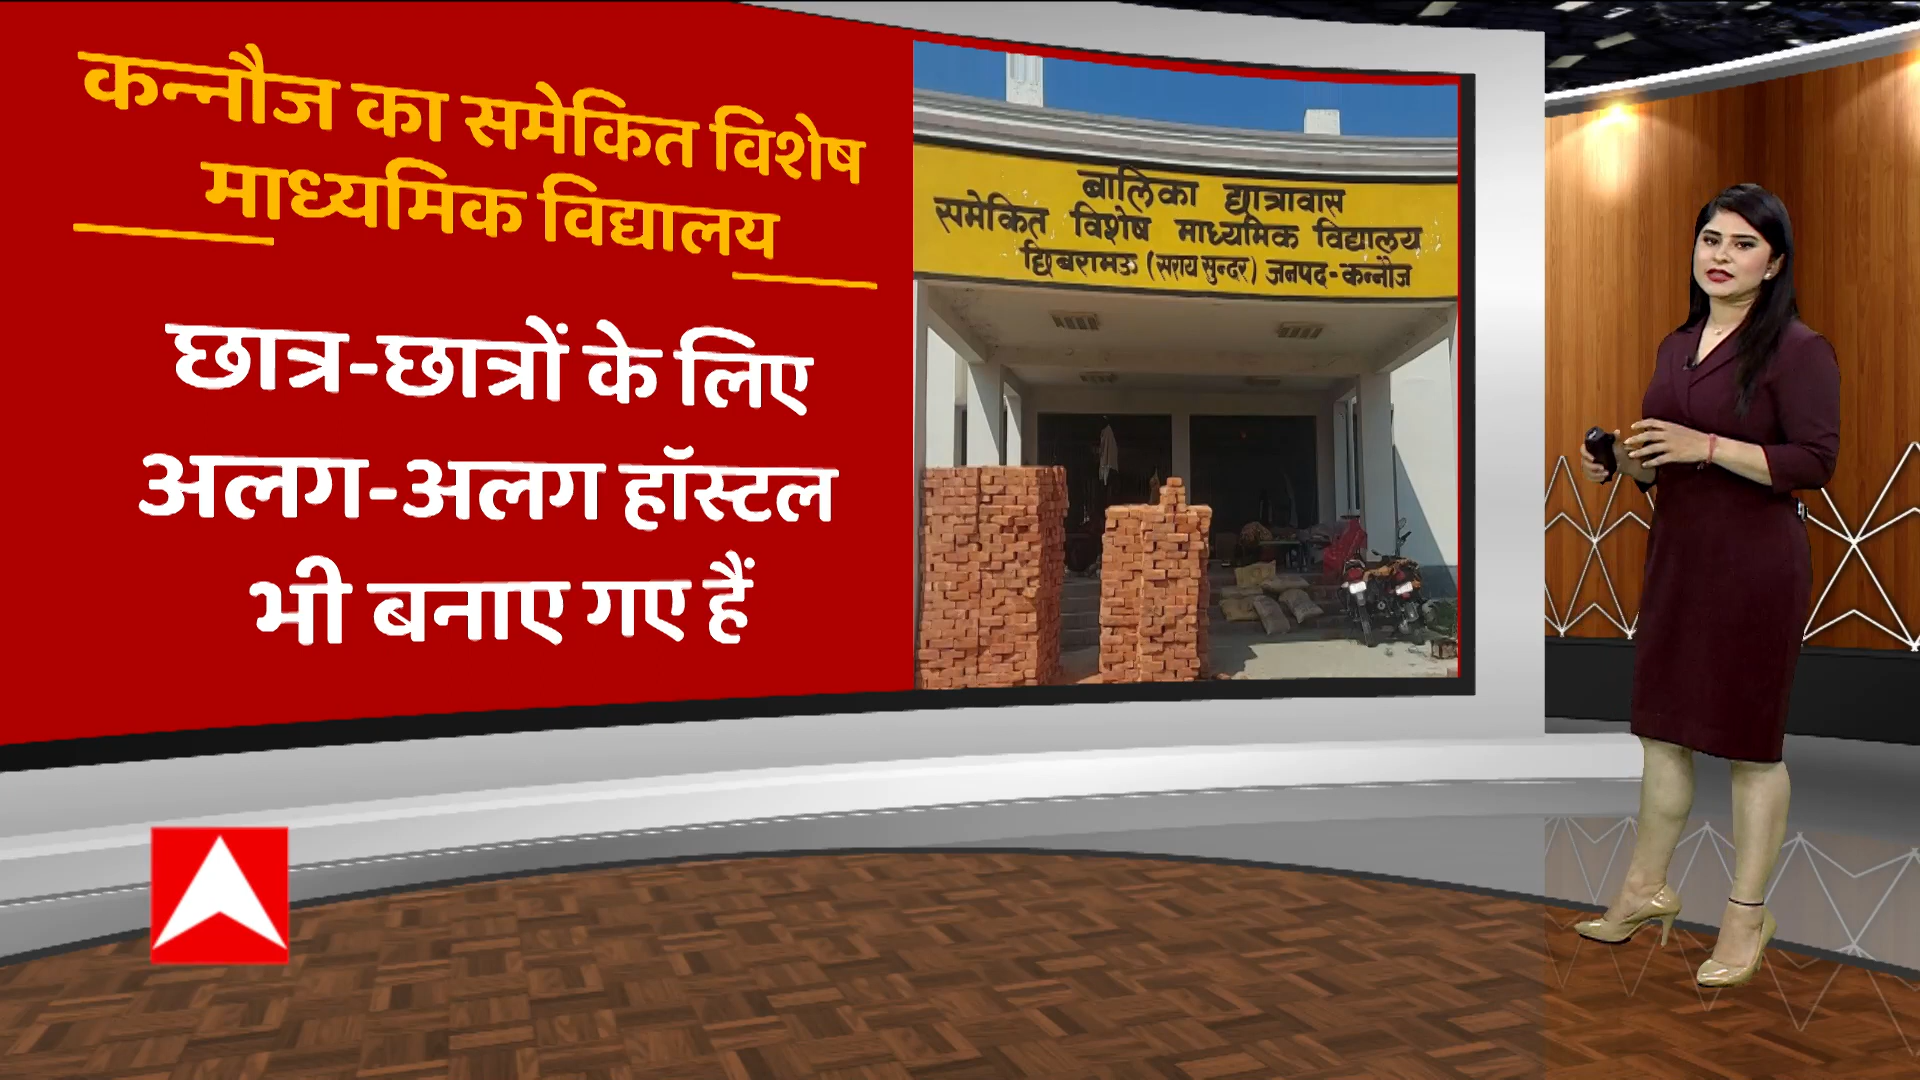 कन्नौज का समेकित विशेष
माध्यमिक विद्यालय
छात्र-छात्रों के लिए
अलग-अलग हॉस्टल
भी बनाए गए हैं
बालिका छात्रावास
समेकित विशेष माध्यमिक विद्यालय
छिबरामऊ (सराय सुन्दर) जनपद-कन्नौज